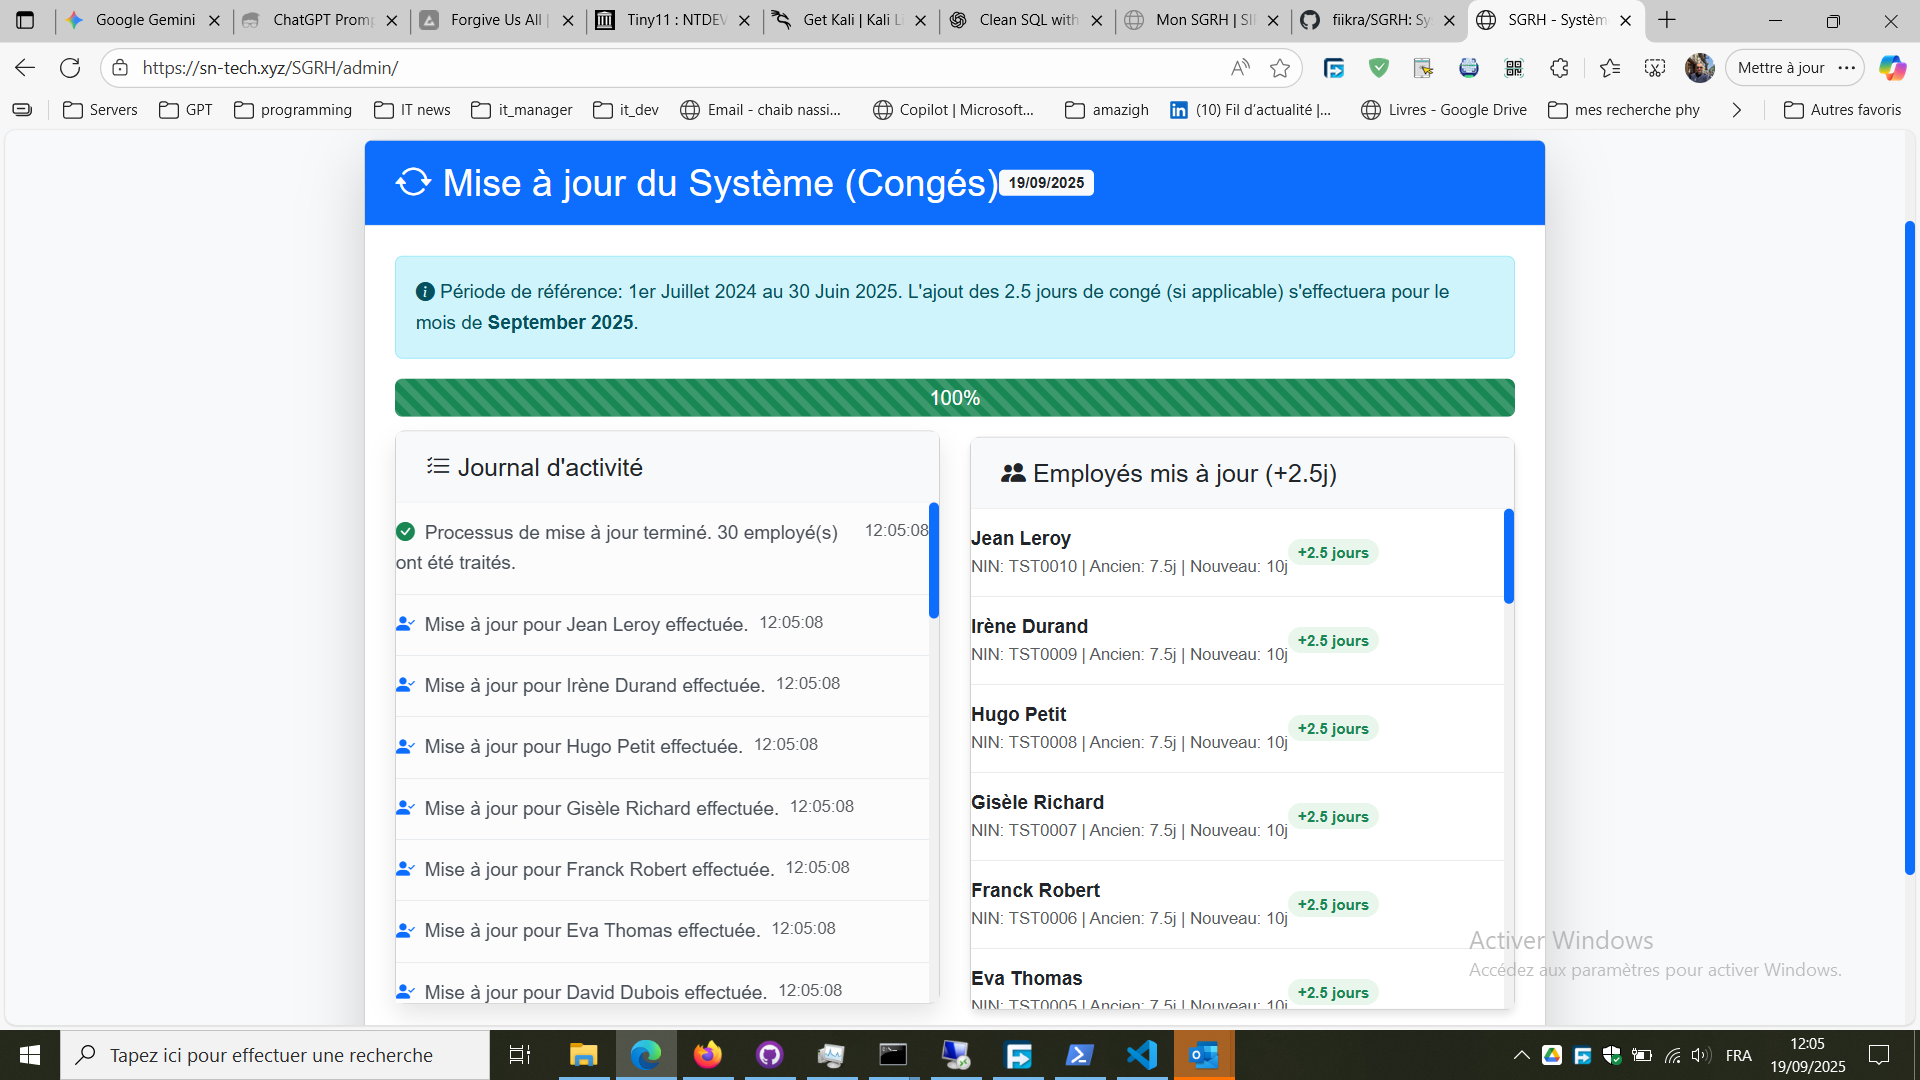 Google Gemini
ChatGPT Promp
Forgive Us All |
Tiny11 : NTDEV
Get Kali | Kali Li
Clean SQL with
Mon SGRH | SII
fiikra/SGRH: Sy
SGRH - Systèm
https://sn-tech.xyz/SGRH/admin/
Mettre à jour
Servers
GPT
programming
IT news
it_manager
it_dev
Email - chaib nassi...
Copilot | Microsoft...
amazigh
(10) Fil d'actualité |...
Livres - Google Drive
mes recherche phy
Autres favoris
Mise à jour du Système (Congés) 19/09/2025
Période de référence: 1er Juillet 2024 au 30 Juin 2025. L'ajout des 2.5 jours de congé (si applicable) s'effectuera pour le
mois de September 2025.
100%
Journal d'activité
Processus de mise à jour terminé. 30 employé(s) 12:05:08
ont été traités.
Mise à jour pour Jean Leroy effectuée. 12:05:08
Mise à jour pour Irène Durand effectuée. 12:05:08
Mise à jour pour Hugo Petit effectuée. 12:05:08
Mise à jour pour Gisèle Richard effectuée. 12:05:08
Mise à jour pour Franck Robert effectuée. 12:05:08
Mise à jour pour Eva Thomas effectuée. 12:05:08
Mise à jour pour David Dubois effectuée. 12:05:08
Employés mis à jour (+2.5j)
Jean Leroy
NIN: TST0010 | Ancien: 7.5j | Nouveau: 10j
+2.5 jours
Irène Durand
NIN: TST0009 | Ancien: 7.5j | Nouveau: 10j
+2.5 jours
Hugo Petit
NIN: TST0008 | Ancien: 7.5j | Nouveau: 10j
+2.5 jours
Gisèle Richard
NIN: TST0007 | Ancien: 7.5j | Nouveau: 10j
+2.5 jours
Franck Robert
NIN: TST0006 | Ancien: 7.5j | Nouveau: 10j
+2.5 jours
Eva Thomas
NIN: TST0005 | Ancien: 7.5j | Nouveau: 10j
+2.5 jours
Activer Windows
Accédez aux paramètres pour activer Windows.
Tapez ici pour effectuer une recherche
FRA
12:05
19/09/2025